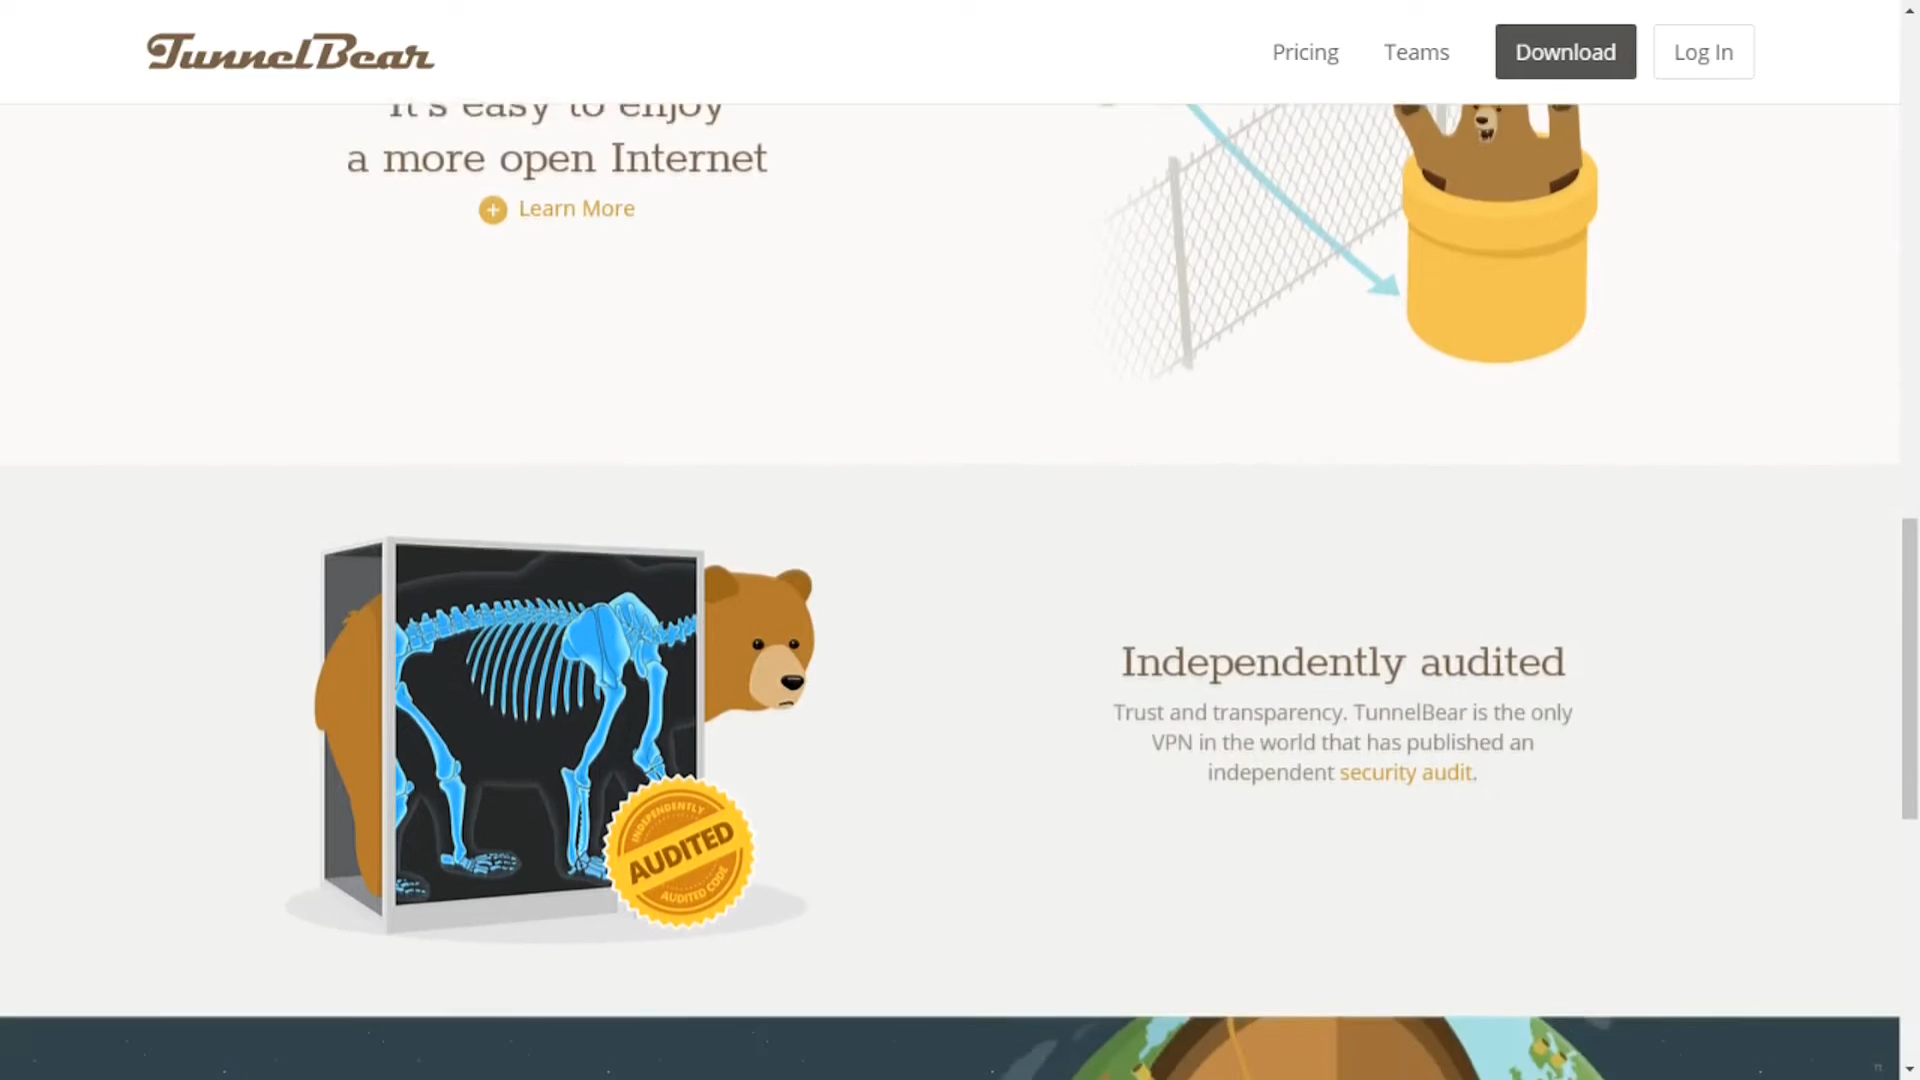 TunnelBear
Pricing
Teams
Download
Log In
It's easy to enjoy
a more open Internet
+ Learn More
Independently audited
Trust and transparency. TunnelBear is the only
VPN in the world that has published an
independent security audit.
INDEPENDENTLY
AUDITED
AUDITED CODE